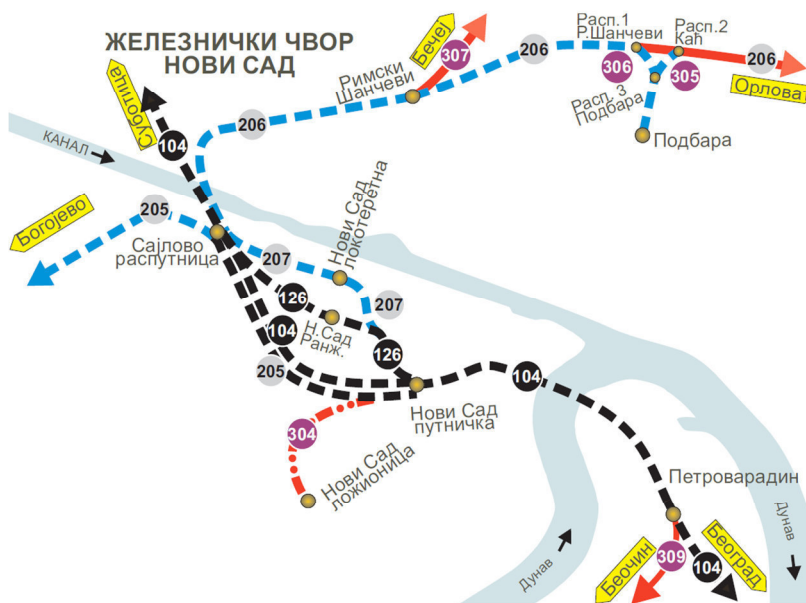 ЖЕЛЕЗНИЧКИ ЧВОР
НОВИ САД
Суботица
104
КАНАЛ
206
Римски
Шанчеви
Бечеј
307
206
Расп.1
Р.Шанчеви
Расп.2
Каћ
306
305
206
Орловат
Расп. 3
Подбара
Подбара
Богојево
205
Сајлово
распутница
207
Нови Сад
локотеретна
207
126
Н.Сад
Ранж.
104
126
205
Нови Сад
путничка
104
304
Нови Сад
ложионица
Петроварадин
Дунав
Дунав
309
Беочин
104
Београд